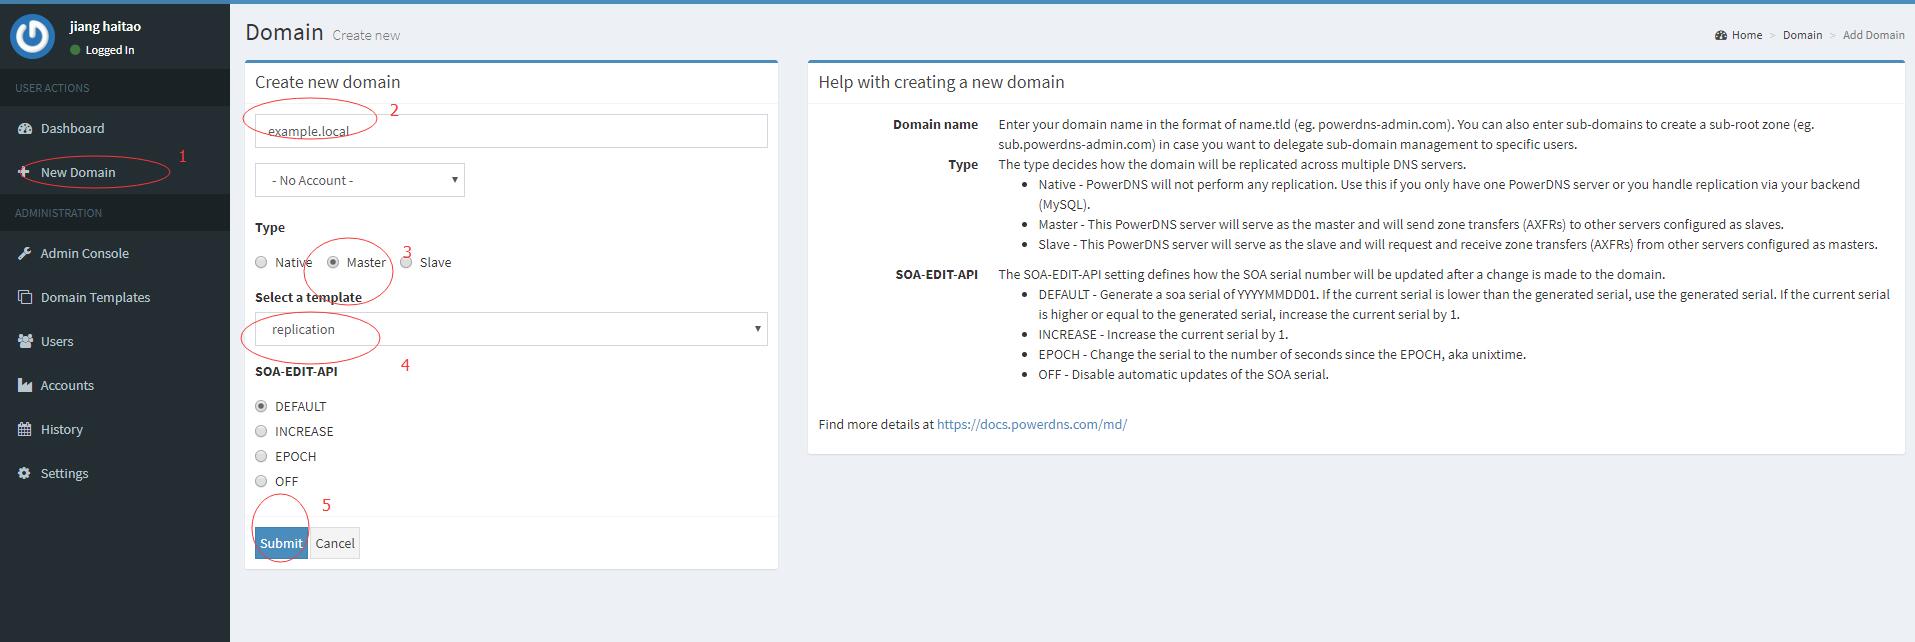 jiang haitao
Logged In
USER ACTIONS
Dashboard
New Domain
1
ADMINISTRATION
Admin Console
Domain Templates
Users
Accounts
History
Settings
Domain Create new
Home > Domain > Add Domain
Create new domain
2
example.local
- No Account -
Type
3
Native Master Slave
Select a template
replication
4
SOA-EDIT-API
DEFAULT
INCREASE
EPOCH
OFF
5
Submit Cancel
Help with creating a new domain
Domain name Enter your domain name in the format of name.tld (eg. powerdns-admin.com). You can also enter sub-domains to create a sub-root zone (eg.
sub.powerdns-admin.com) in case you want to delegate sub-domain management to specific users.
Type The type decides how the domain will be replicated across multiple DNS servers.
• Native - PowerDNS will not perform any replication. Use this if you only have one PowerDNS server or you handle replication via your backend
(MySQL).
• Master - This PowerDNS server will serve as the master and will send zone transfers (AXFRs) to other servers configured as slaves.
• Slave - This PowerDNS server will serve as the slave and will request and receive zone transfers (AXFRs) from other servers configured as masters.
SOA-EDIT-API The SOA-EDIT-API setting defines how the SOA serial number will be updated after a change is made to the domain.
• DEFAULT - Generate a soa serial of YYYYMMDD01. If the current serial is lower than the generated serial, use the generated serial. If the current serial
is higher or equal to the generated serial, increase the current serial by 1.
• INCREASE - Increase the current serial by 1.
• EPOCH - Change the serial to the number of seconds since the EPOCH, aka unixtime.
• OFF - Disable automatic updates of the SOA serial.
Find more details at https://docs.powerdns.com/md/